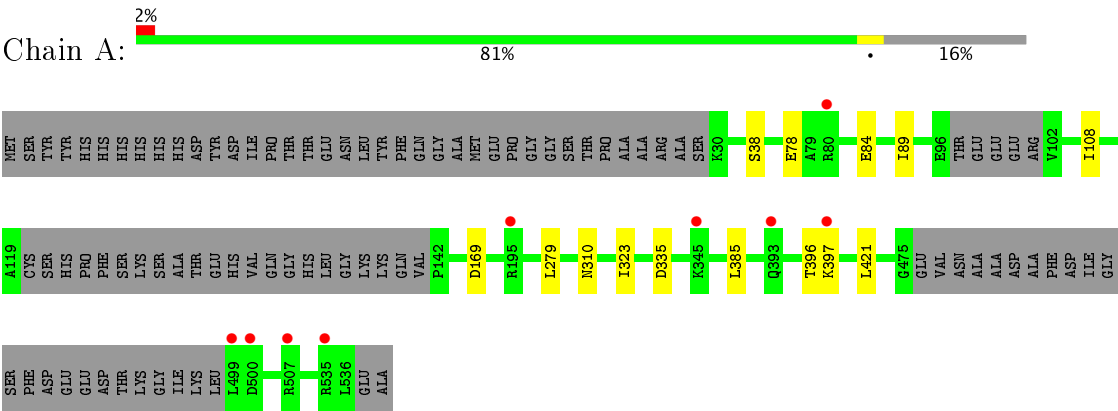 2%
Chain A:
81%
•
16%
MET SER TYR TYR HIS HIS HIS HIS HIS HIS ASP TYR ASP ILE PRO THR THR GLU ASN LEU TYR PHE GLN GLY ALA MET GLU PRO GLY GLY SER THR PRO ALA ALA ARG ALA SER K30 S38 E78 A79 R80 E84 I89 E96 THR GLU GLU GLU ARG V102 I108
A119 CYS SER HIS PRO PHE SER LYS SER ALA THR GLU HIS VAL GLN GLY HIS LEU GLY LYS LYS GLN VAL P142 D169 R195 L279 N310 I323 D335 K345 L385 Q393 T396 K397 L421 G475 GLU VAL ASN ALA ALA ASP ALA PHE ASP ILE GLY
SER PHE ASP GLU GLU ASP THR LYS GLY ILE LYS LEU L499 D500 R507 R535 L536 GLU ALA